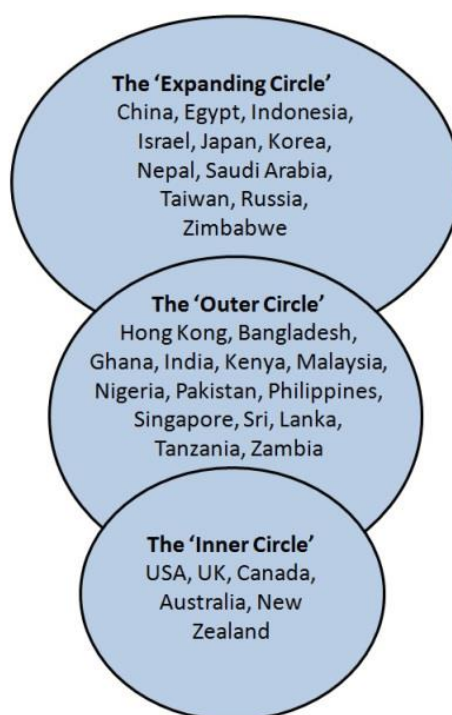 The ‘Expanding Circle’
China, Egypt, Indonesia,
Israel, Japan, Korea,
Nepal, Saudi Arabia,
Taiwan, Russia,
Zimbabwe
The ‘Outer Circle’
Hong Kong, Bangladesh,
Ghana, India, Kenya, Malaysia,
Nigeria, Pakistan, Philippines,
Singapore, Sri, Lanka,
Tanzania, Zambia
The ‘Inner Circle’
USA, UK, Canada,
Australia, New
Zealand